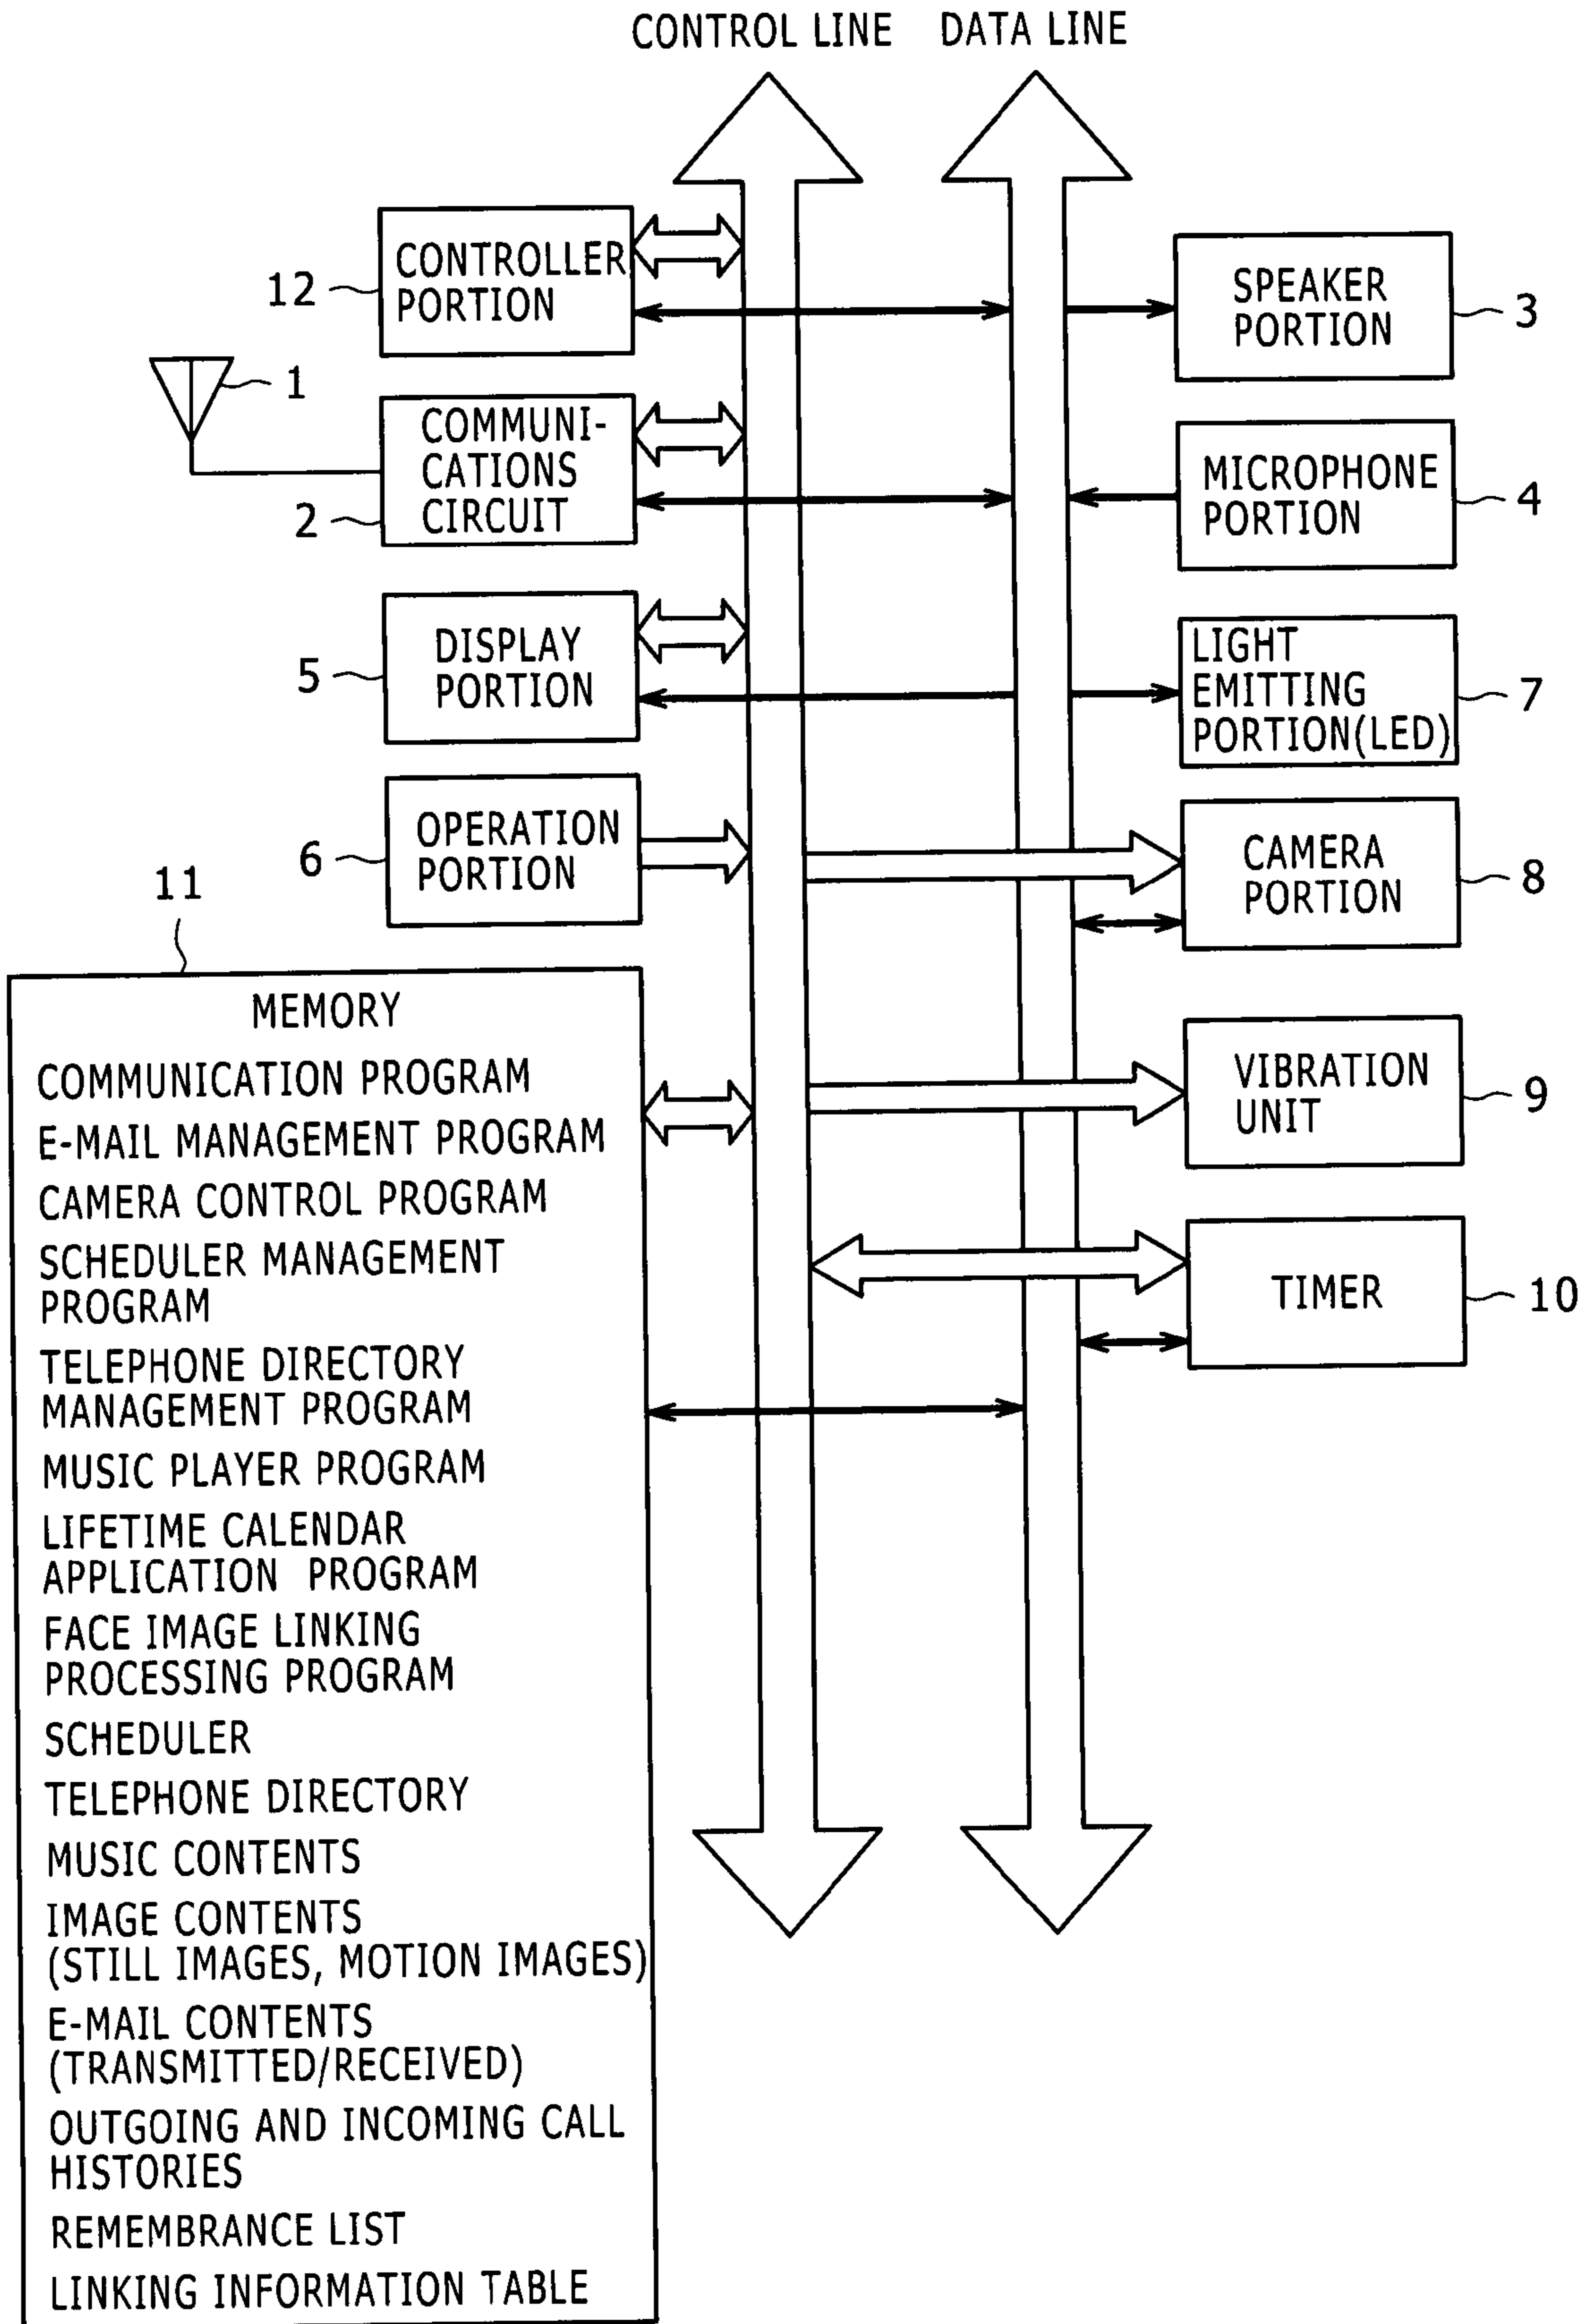 CONTROL LINE
DATA LINE
CONTROLLER
PORTION
12
1
COMMUNI-
CATIONS
CIRCUIT
2
DISPLAY
PORTION
5
OPERATION
PORTION
6
SPEAKER
PORTION
3
MICROPHONE
PORTION
4
LIGHT
EMITTING
PORTION(LED)
7
CAMERA
PORTION
8
VIBRATION
UNIT
9
TIMER
10
11
MEMORY
COMMUNICATION PROGRAM
E-MAIL MANAGEMENT PROGRAM
CAMERA CONTROL PROGRAM
SCHEDULER MANAGEMENT
PROGRAM
TELEPHONE DIRECTORY
MANAGEMENT PROGRAM
MUSIC PLAYER PROGRAM
LIFETIME CALENDAR
APPLICATION PROGRAM
FACE IMAGE LINKING
PROCESSING PROGRAM
SCHEDULER
TELEPHONE DIRECTORY
MUSIC CONTENTS
IMAGE CONTENTS
(STILL IMAGES, MOTION IMAGES)
E-MAIL CONTENTS
(TRANSMITTED/RECEIVED)
OUTGOING AND INCOMING CALL
HISTORIES
REMEMBRANCE LIST
LINKING INFORMATION TABLE